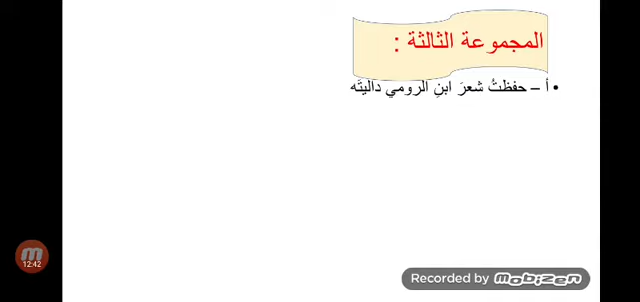 المجموعة الثالثة :
• أ – حفظتُ شعرَ ابنِ الرومي داليتَه
12:42
Recorded by mobizen